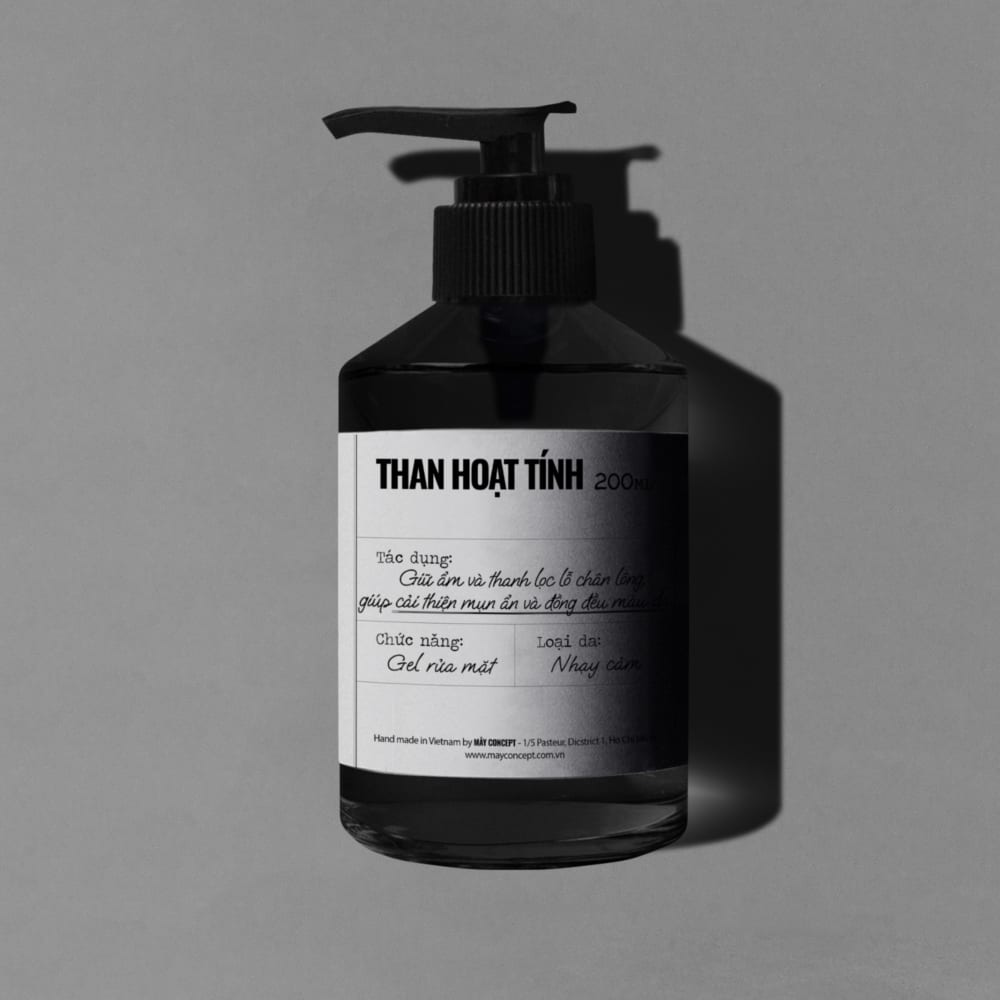 THAN HOẠT TÍNH 200ML
Tác dụng:
Giữ ẩm và thanh lọc lỗ chân lông,
giúp cải thiện mụn ẩn và đồng đều màu da
Chức năng:
Gel rửa mặt
Loại da:
Nhạy cảm
Hand made in Vietnam by MÂY CONCEPT - 1/5 Pasteur, Dicstrict 1, Ho Chi
www.mayconcept.com.vn